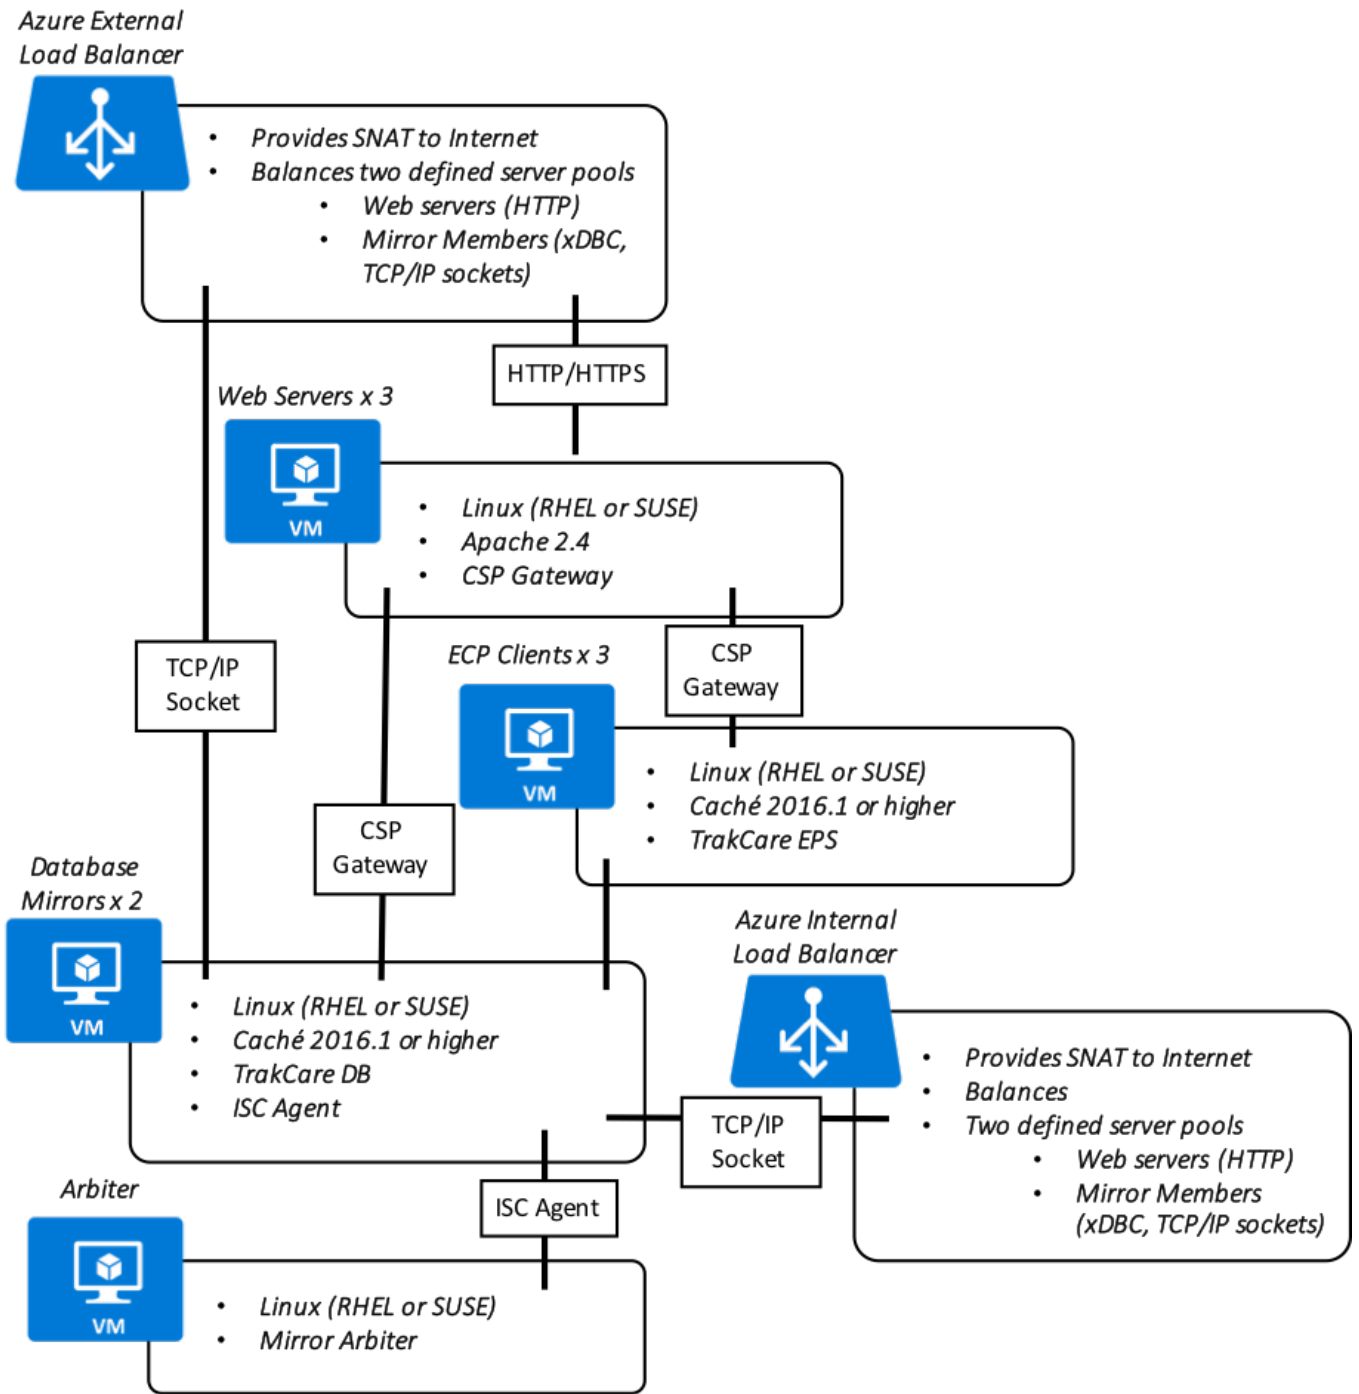 Azure External
Load Balancer
• Provides SNAT to Internet
• Balances two defined server pools
• Web servers (HTTP)
• Mirror Members (xDBC,
TCP/IP sockets)
HTTP/HTTPS
Web Servers x 3
VM
• Linux (RHEL or SUSE)
• Apache 2.4
• CSP Gateway
TCP/IP
Socket
CSP
Gateway
ECP Clients x 3
VM
• Linux (RHEL or SUSE)
• Caché 2016.1 or higher
• TrakCare EPS
CSP
Gateway
Database
Mirrors x 2
VM
• Linux (RHEL or SUSE)
• Caché 2016.1 or higher
• TrakCare DB
• ISC Agent
Azure Internal
Load Balancer
• Provides SNAT to Internet
• Balances
• Two defined server pools
• Web servers (HTTP)
• Mirror Members
(xDBC, TCP/IP sockets)
TCP/IP
Socket
ISC Agent
Arbiter
VM
• Linux (RHEL or SUSE)
• Mirror Arbiter